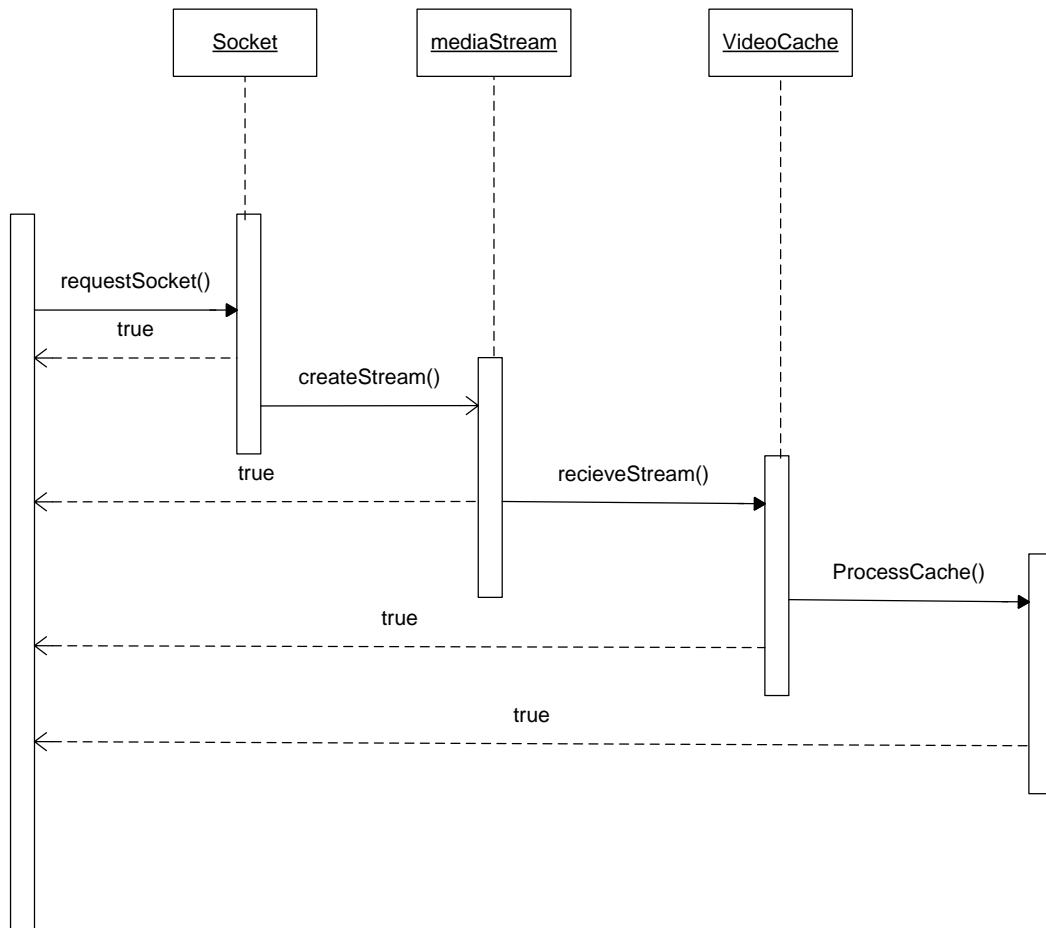 Socket
mediaStream
VideoCache
requestSocket()
true
createStream()
true
recieveStream()
ProcessCache()
true
true